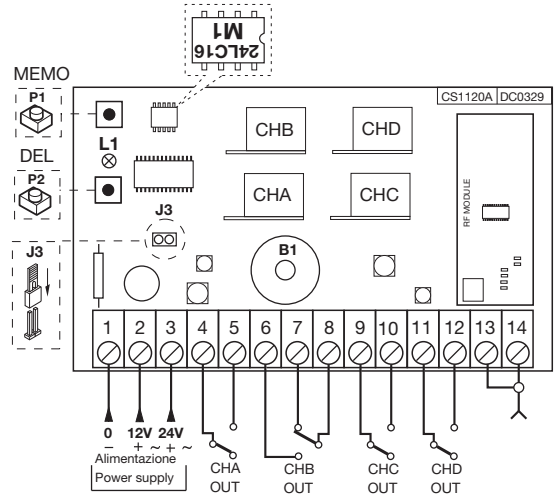 24LC16
M1
MEMO
P1
CS1120A DC0329
CHB CHD
L1
DEL
P2
CHA CHC
RF MODULE
J3
J3
B1
1 2 3 4 5 6 7 8 9 10 11 12 13 14
0 12V 24V
− + ~ + ~
Alimentazione
Power supply
CHA
OUT
CHB
OUT
CHC
OUT
CHD
OUT